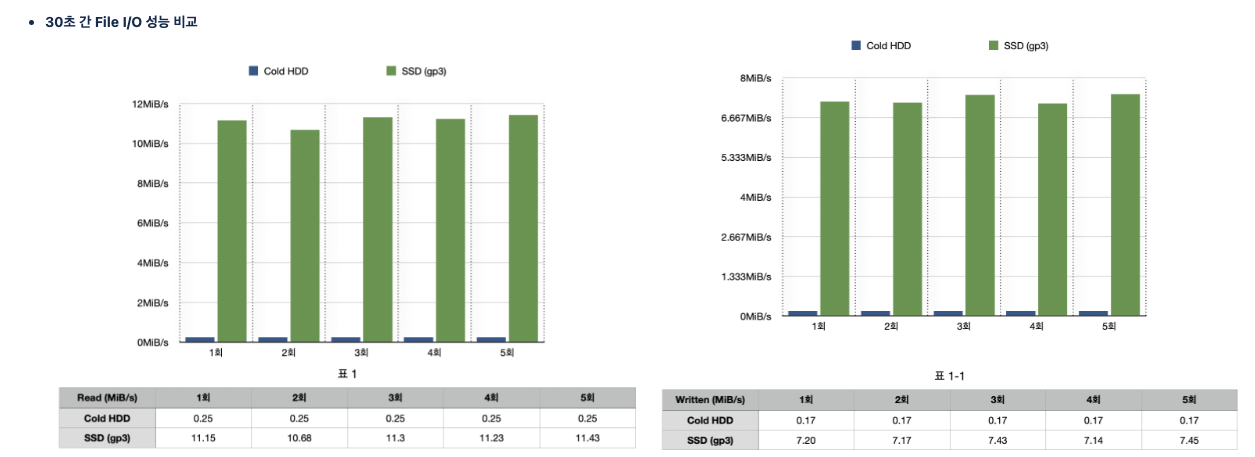 • 30초 간 File I/O 성능 비교
Cold HDD SSD (gp3)
12MiB/s
10MiB/s
8MiB/s
6MiB/s
4MiB/s
2MiB/s
0MiB/s
1회 2회 3회 4회 5회
표 1
Read (MiB/s) 1회 2회 3회 4회 5회
Cold HDD 0.25 0.25 0.25 0.25 0.25
SSD (gp3) 11.15 10.68 11.3 11.23 11.43
Cold HDD SSD (gp3)
8MiB/s
6.667MiB/s
5.333MiB/s
4MiB/s
2.667MiB/s
1.333MiB/s
0MiB/s
1회 2회 3회 4회 5회
표 1-1
Written (MiB/s) 1회 2회 3회 4회 5회
Cold HDD 0.17 0.17 0.17 0.17 0.17
SSD (gp3) 7.20 7.17 7.43 7.14 7.45